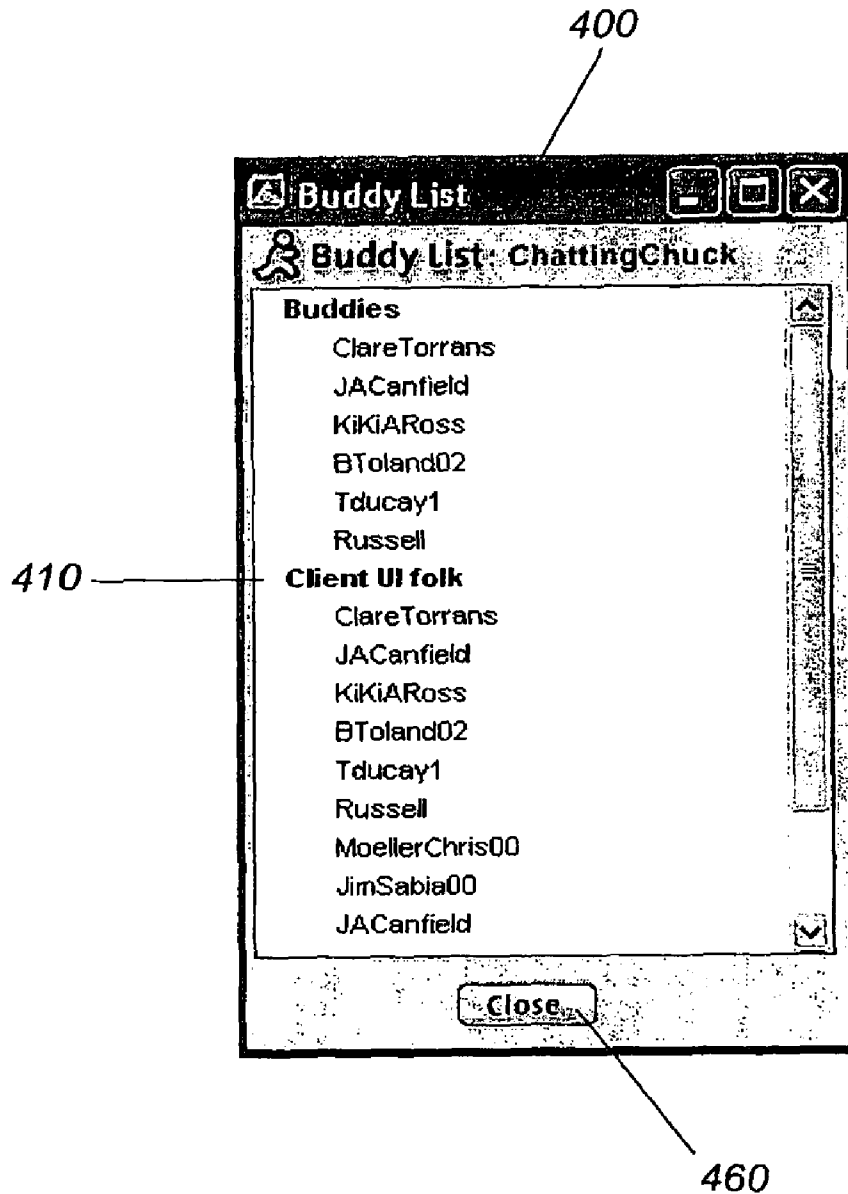 400
Buddy List
Buddy List: ChattingChuck
Buddies
ClareTorrans
JACanfield
KiKiARoss
BToland02
Tducay1
Russell
410
Client UI folk
ClareTorrans
JACanfield
KiKiARoss
BToland02
Tducay1
Russell
MoellerChris00
JimSabia00
JACanfield
Close
460